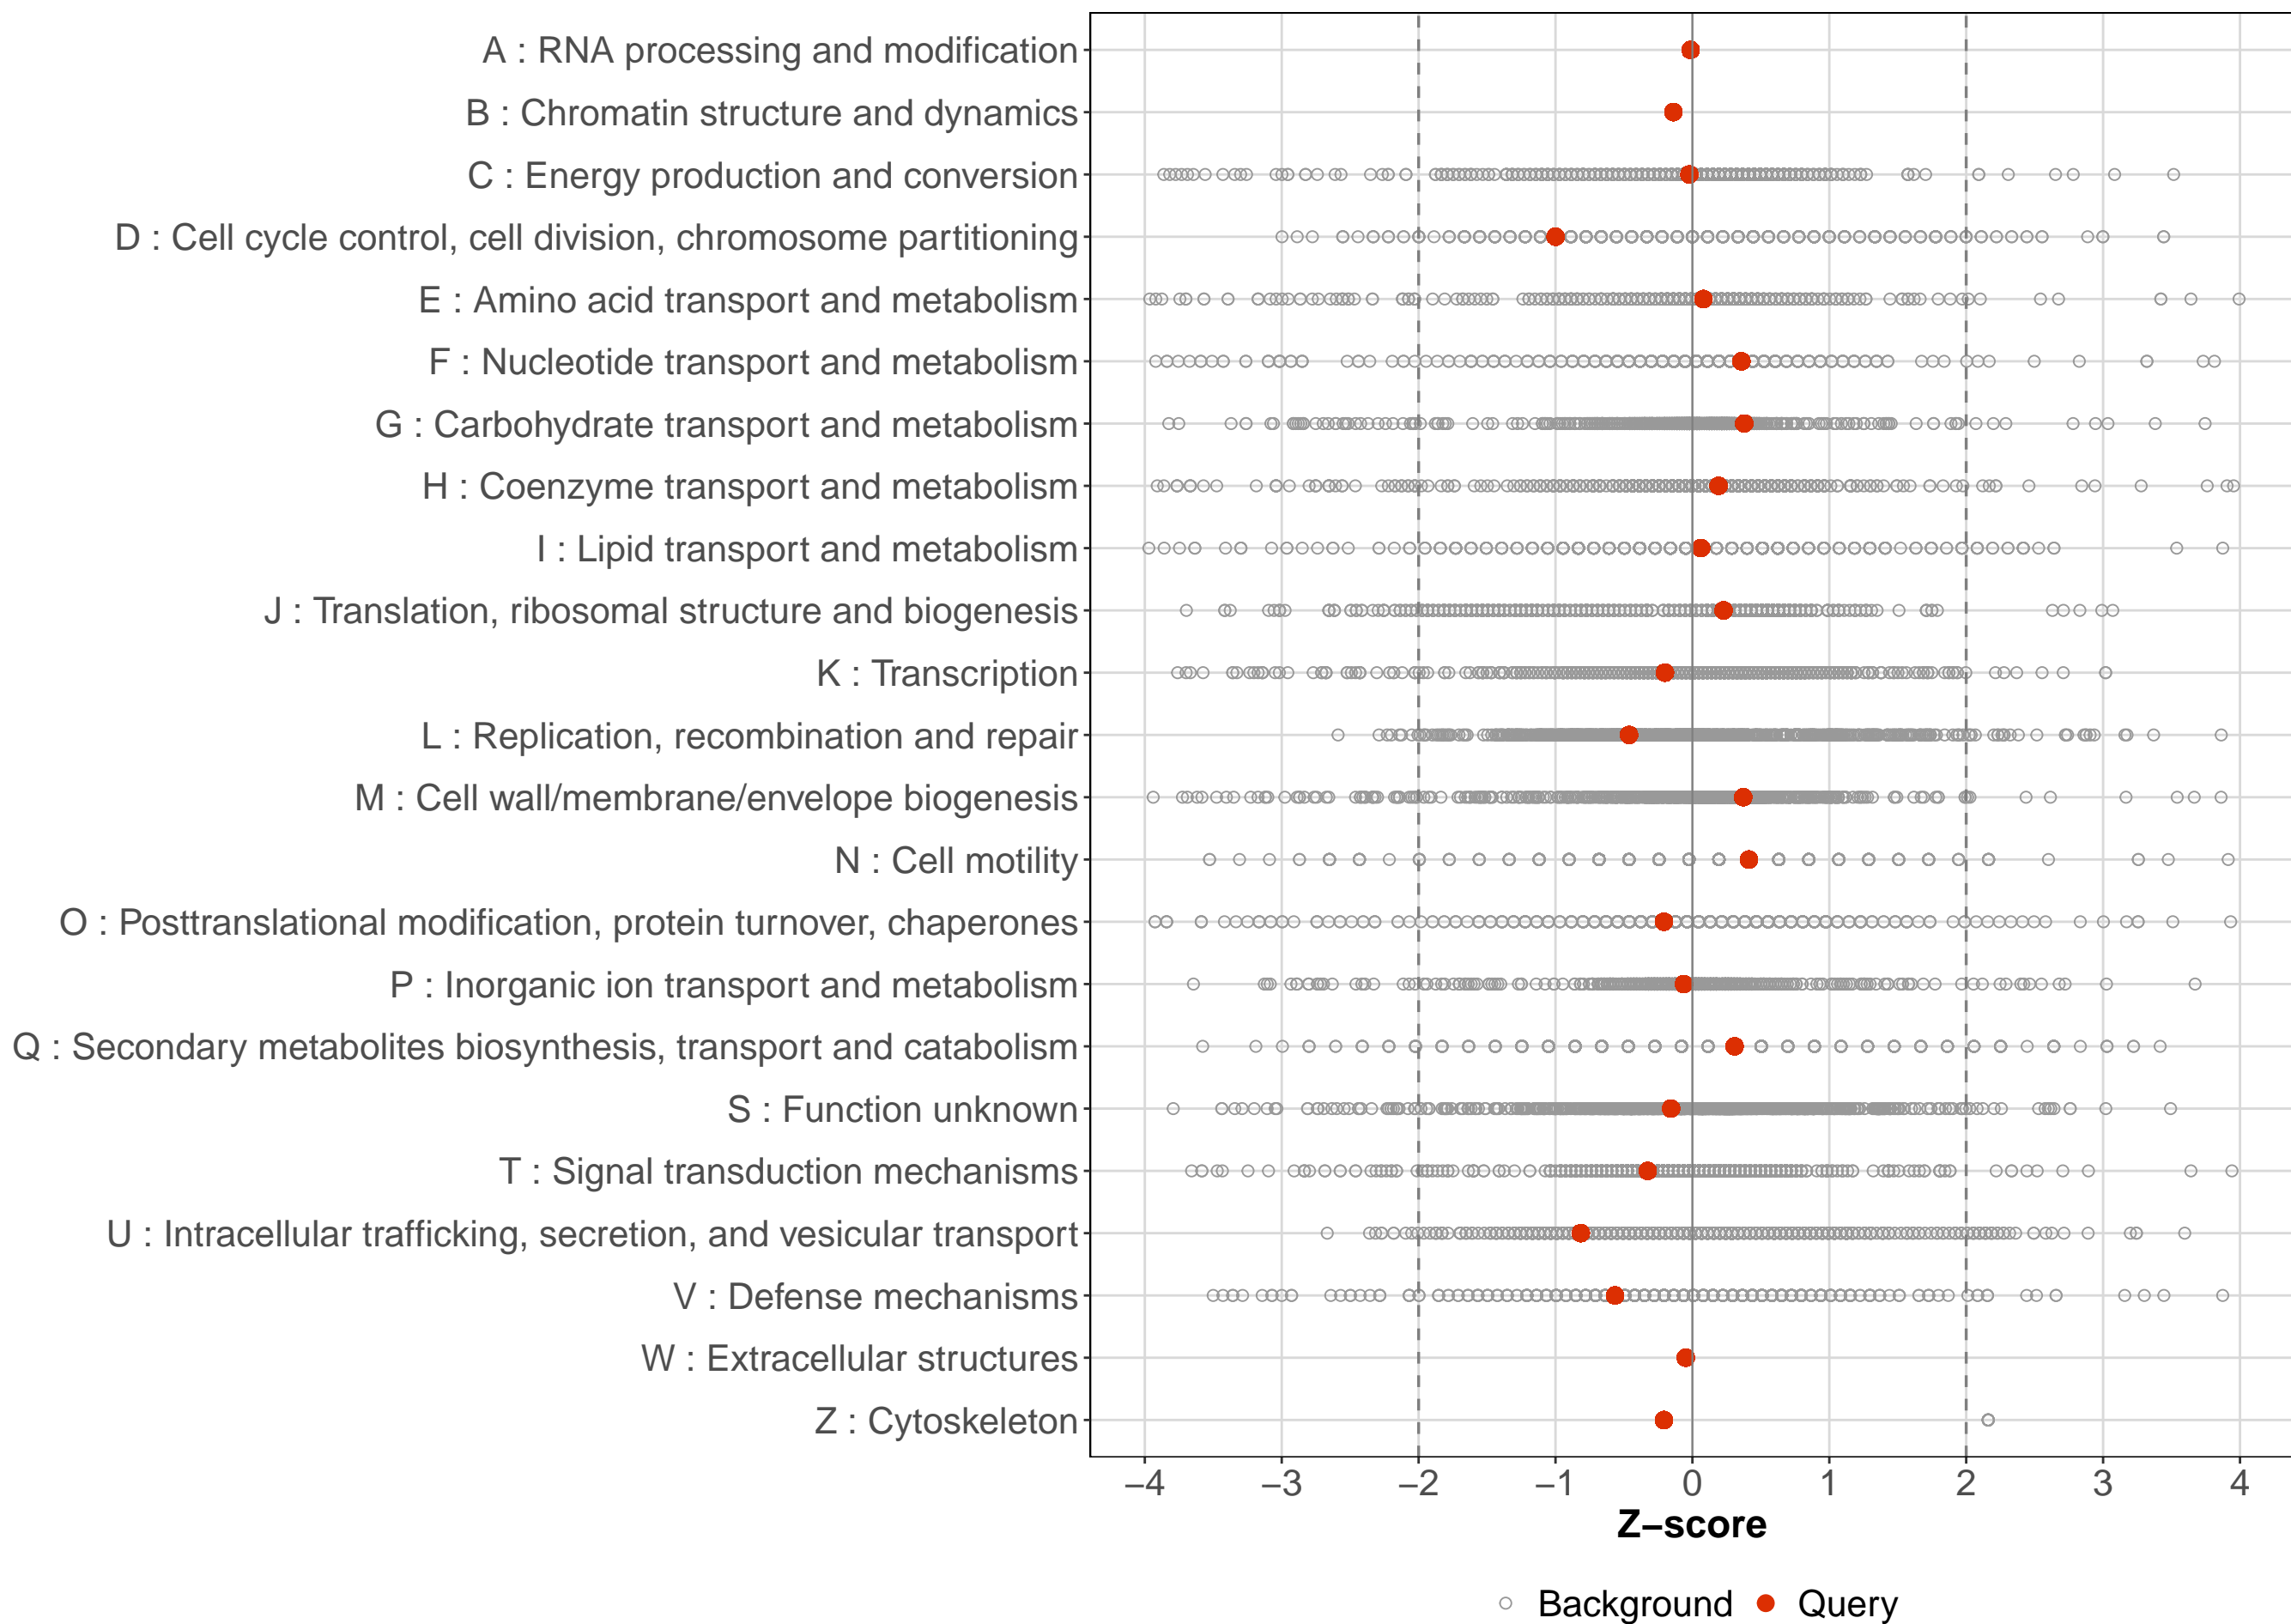 A : RNA processing and modification
B : Chromatin structure and dynamics
C : Energy production and conversion
D : Cell cycle control, cell division, chromosome partitioning
E : Amino acid transport and metabolism
F : Nucleotide transport and metabolism
G : Carbohydrate transport and metabolism
H : Coenzyme transport and metabolism
I : Lipid transport and metabolism
J : Translation, ribosomal structure and biogenesis
K : Transcription
L : Replication, recombination and repair
M : Cell wall/membrane/envelope biogenesis
N : Cell motility
O : Posttranslational modification, protein turnover, chaperones
P : Inorganic ion transport and metabolism
Q : Secondary metabolites biosynthesis, transport and catabolism
S : Function unknown
T : Signal transduction mechanisms
U : Intracellular trafficking, secretion, and vesicular transport
V : Defense mechanisms
W : Extracellular structures
Z : Cytoskeleton
−4 −3 −2 −1 0 1 2 3 4
Z−score
Background Query